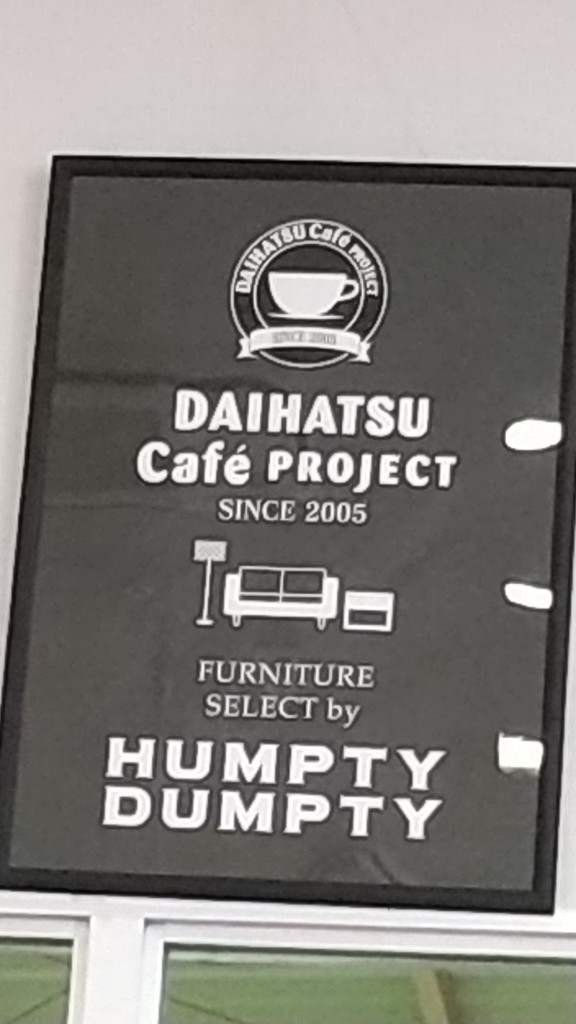 DAIHATSU Café PROJECT
DAIHATSU
Café PROJECT
SINCE 2005
FURNITURE
SELECT by
HUMPTY
DUMPTY